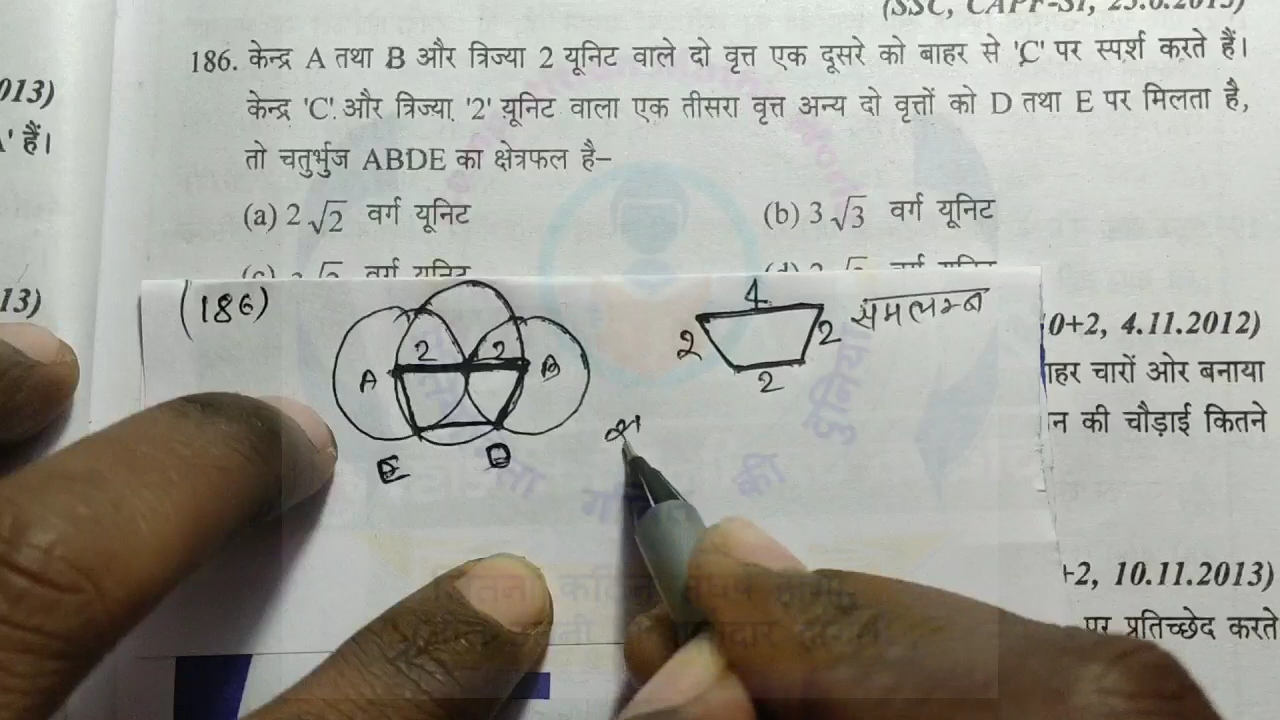 (SSC, CAPF-SI, 23.6.2013)
186. केन्द्र A तथा B और त्रिज्या 2 यूनिट वाले दो वृत्त एक दूसरे को बाहर से 'C' पर स्पर्श करते हैं।
केन्द्र 'C' और त्रिज्या '2' यूनिट वाला एक तीसरा वृत्त अन्य दो वृत्तों को D तथा E पर मिलता है,
तो चतुर्भुज ABDE का क्षेत्रफल है–
(a) 2√2 वर्ग यूनिट
(b) 3√3 वर्ग यूनिट
013)
' हैं।
13)
(186)
2 2
A B
E D
4
2 2
2
समलम्ब
0+2, 4.11.2012)
ाहर चारों ओर बनाया
न की चौड़ाई कितने
+2, 10.11.2013)
पर प्रतिच्छेद करते